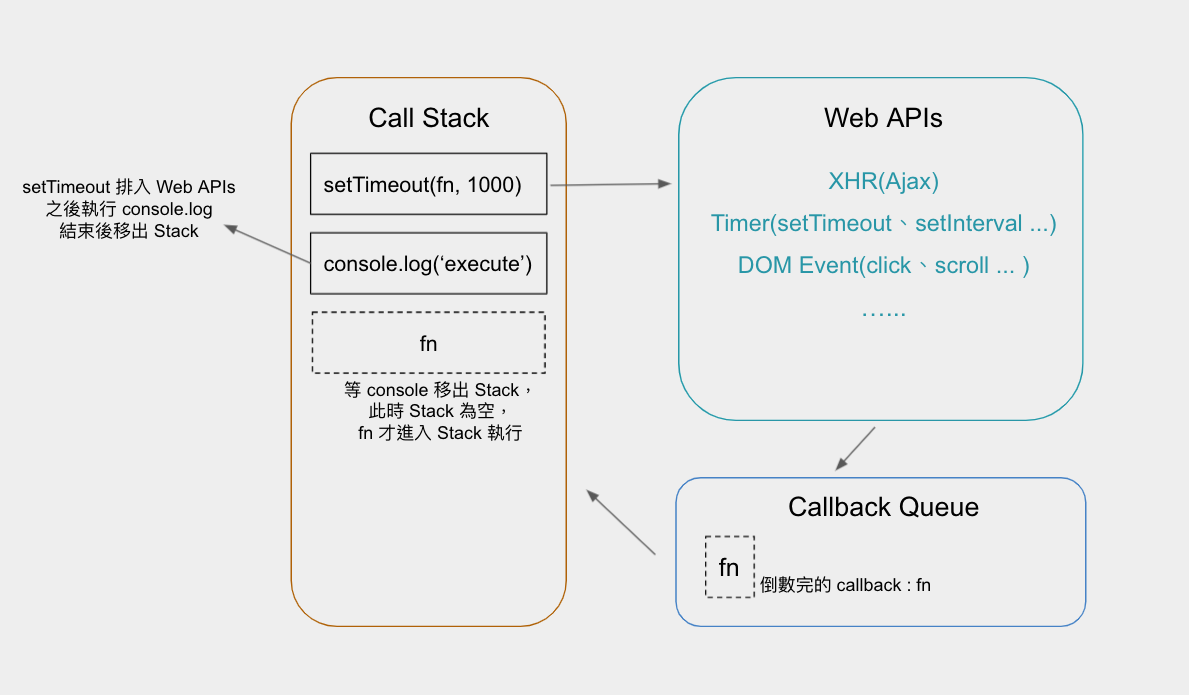 Call Stack
setTimeout(fn, 1000)
console.log(‘execute’)
fn
等 console 移出 Stack，
此時 Stack 為空，
fn 才進入 Stack 執行
setTimeout 排入 Web APIs
之後執行 console.log
結束後移出 Stack
Web APIs
XHR(Ajax)
Timer(setTimeout、setInterval ...)
DOM Event(click、scroll ... )
…...
Callback Queue
fn
倒數完的 callback : fn